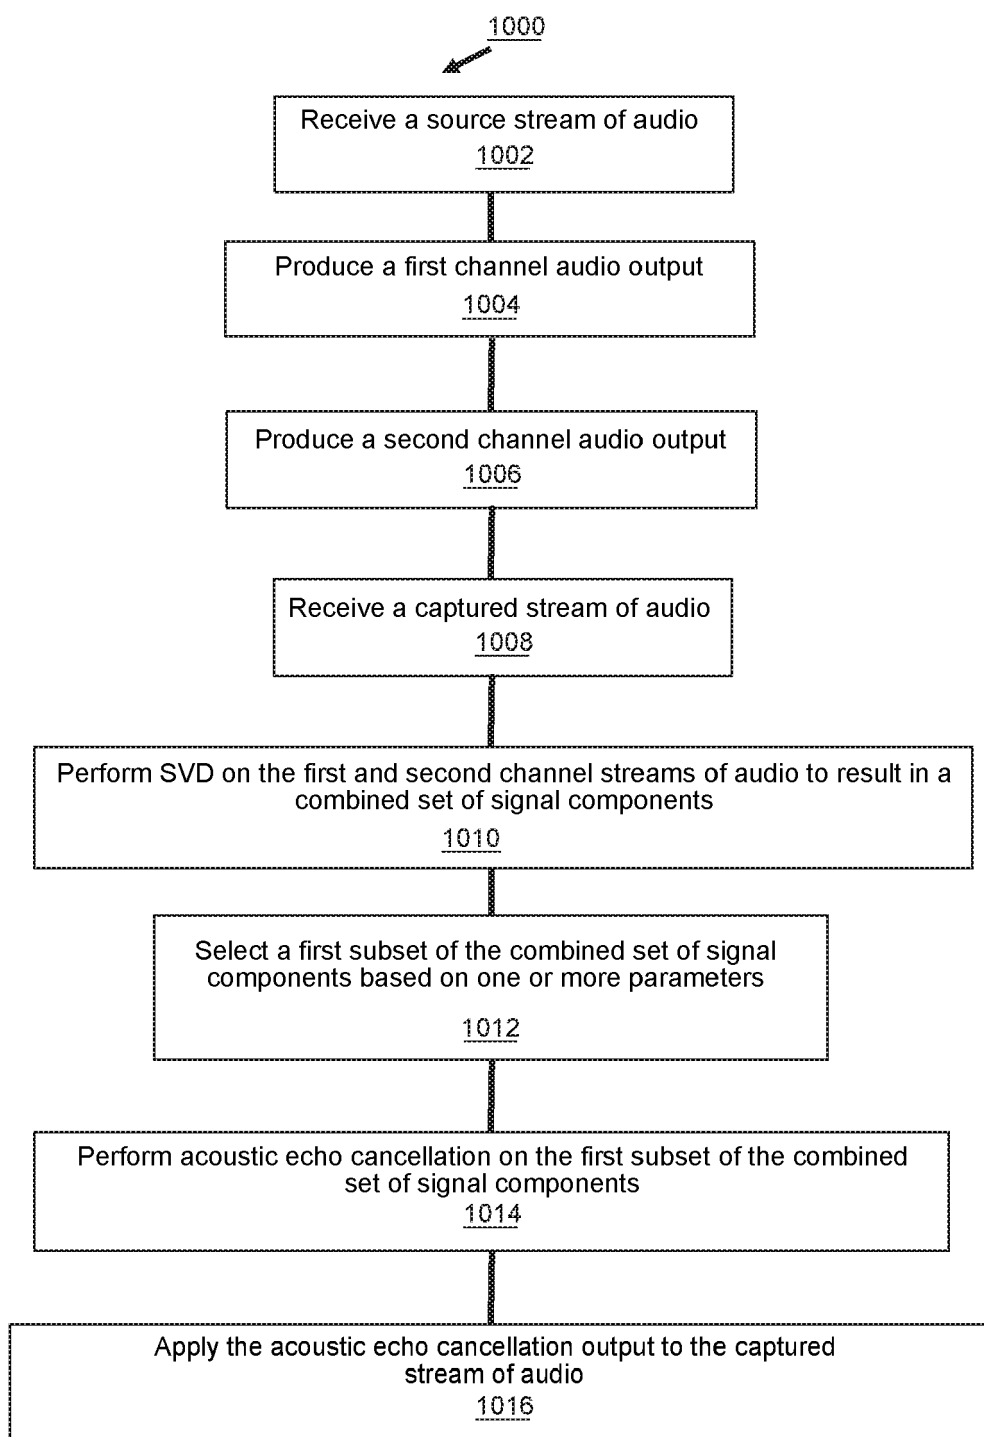 1000
Receive a source stream of audio
1002
Produce a first channel audio output
1004
Produce a second channel audio output
1006
Receive a captured stream of audio
1008
Perform SVD on the first and second channel streams of audio to result in a
combined set of signal components
1010
Select a first subset of the combined set of signal
components based on one or more parameters
1012
Perform acoustic echo cancellation on the first subset of the combined
set of signal components
1014
Apply the acoustic echo cancellation output to the captured
stream of audio
1016